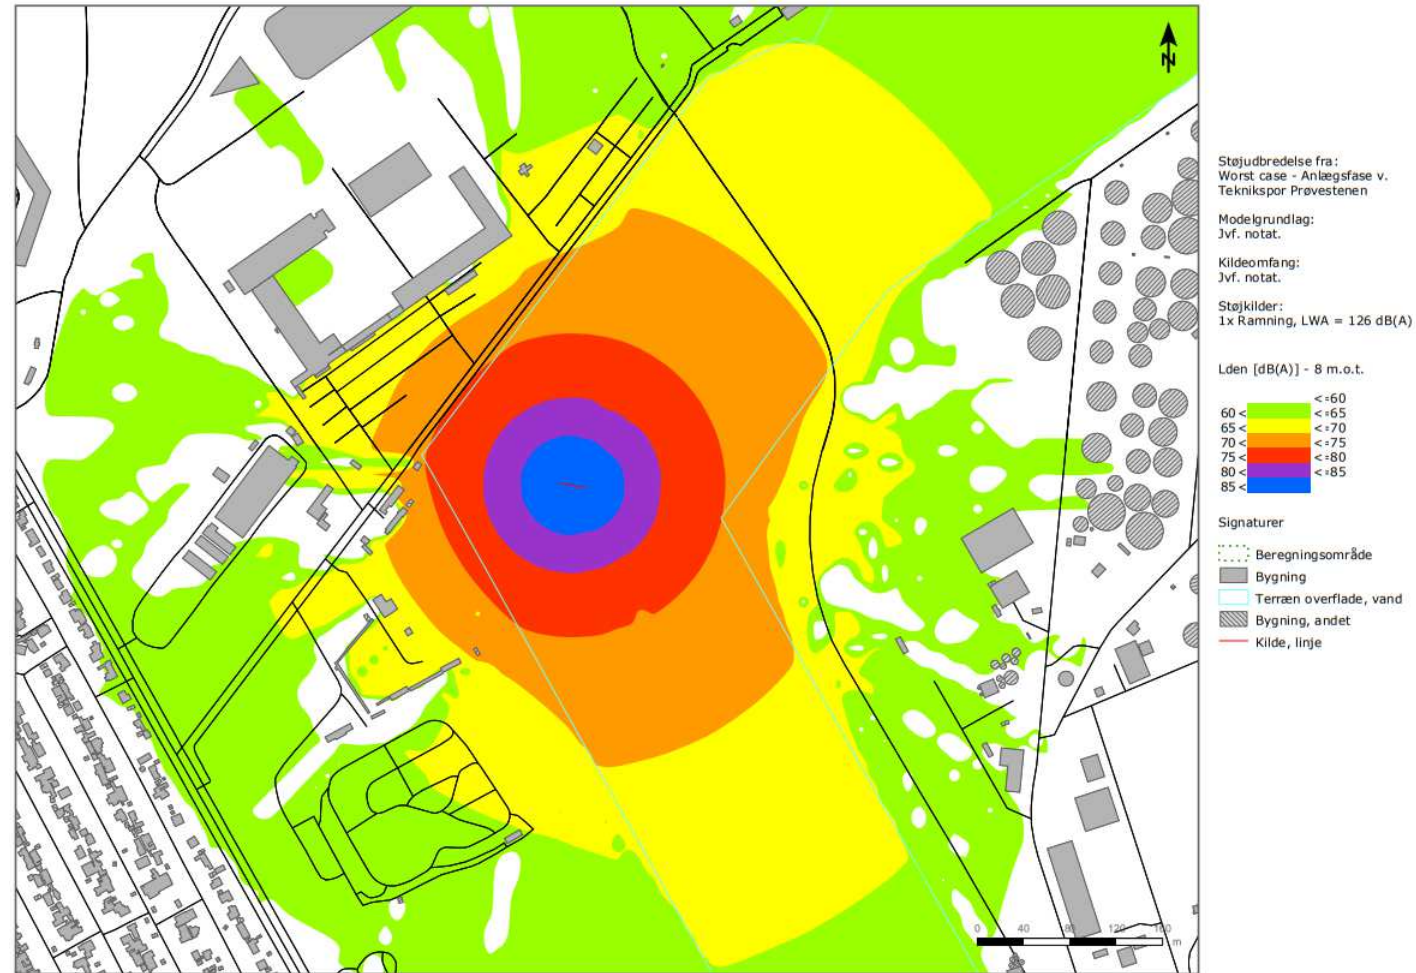 N
Støjudbredelse fra:
Worst case - Anlægsfase v.
Teknikspor Prøvestenen
Modelgrundlag:
Jvf. notat.
Kildeomfang:
Jvf. notat.
Støjkilder:
1x Ramning, LWA = 126 dB(A)
Lden [dB(A)] - 8 m.o.t.
<=60
60 < <=65
65 < <=70
70 < <=75
75 < <=80
80 < <=85
85 <
Signaturer
Beregningsområde
Bygning
Terræn overflade, vand
Bygning, andet
Kilde, linje
0 40 80 120 160
m